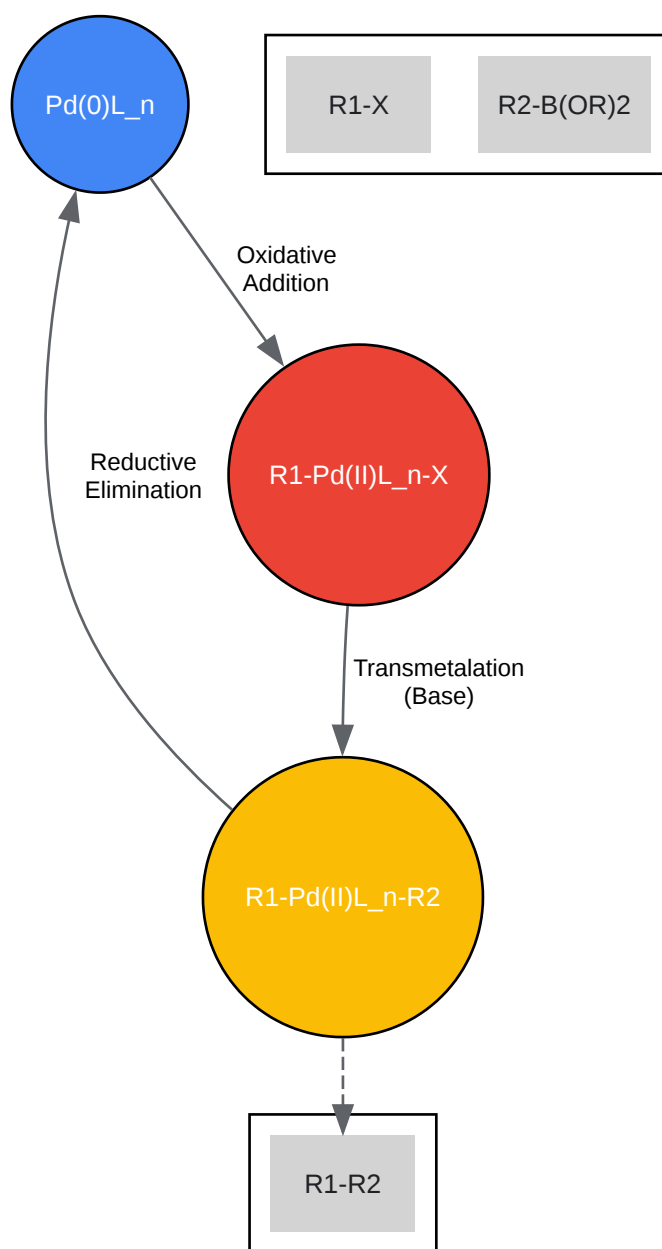 Pd(0)L_n
R1-X
R2-B(OR)2
Oxidative
Addition
Reductive
Elimination
R1-Pd(II)L_n-X
Transmetalation
(Base)
R1-Pd(II)L_n-R2
R1-R2